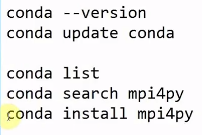 conda --version
conda update conda
conda list
conda search mpi4py
conda install mpi4py